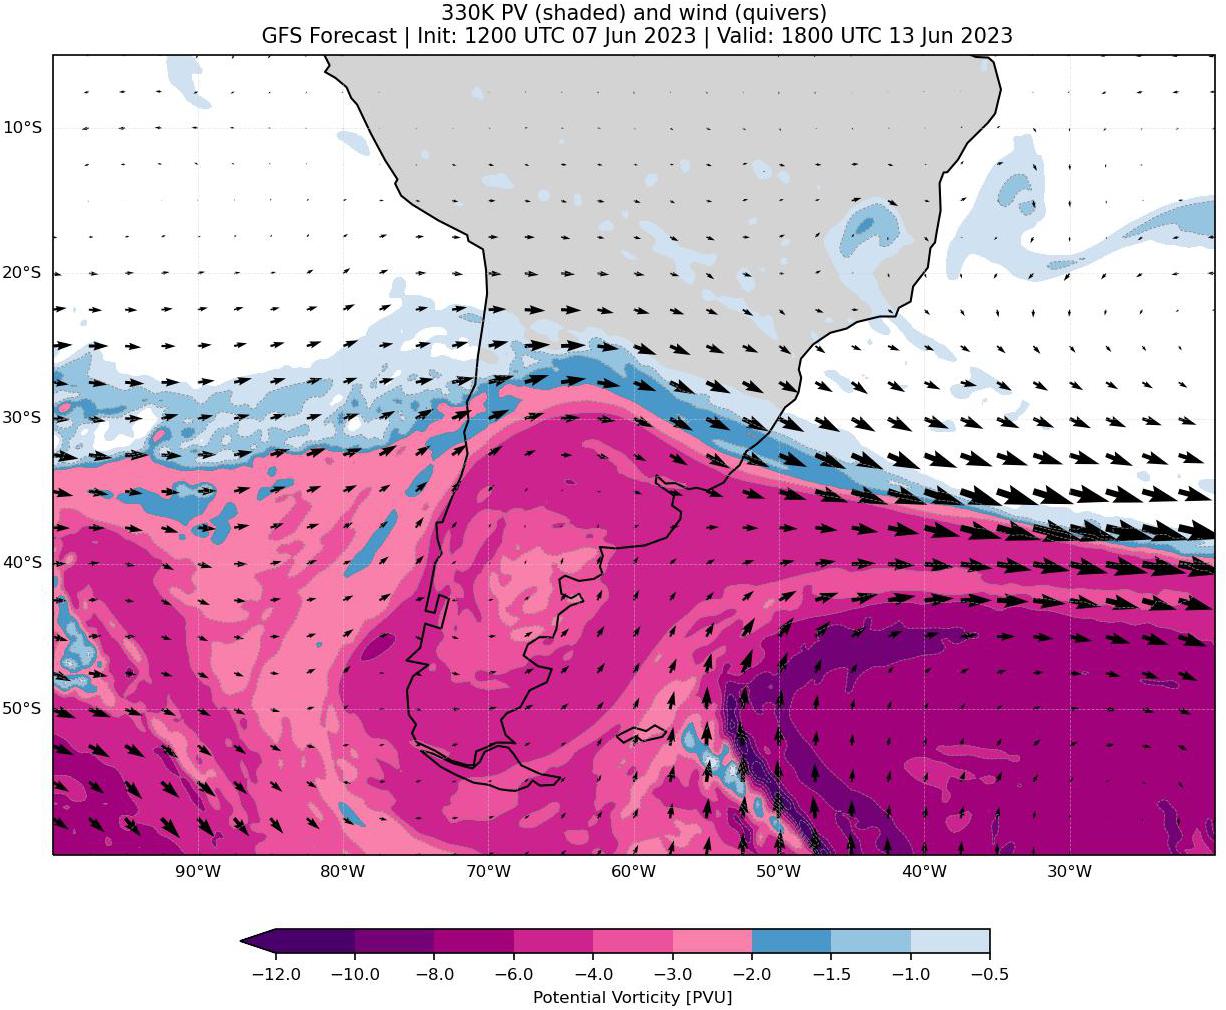 330K PV (shaded) and wind (quivers)
GFS Forecast | Init: 1200 UTC 07 Jun 2023 | Valid: 1800 UTC 13 Jun 2023
10°S
20°S
30°S
40°S
50°S
90°W 80°W 70°W 60°W 50°W 40°W 30°W
−12.0 −10.0 −8.0 −6.0 −4.0 −3.0 −2.0 −1.5 −1.0 −0.5
Potential Vorticity [PVU]